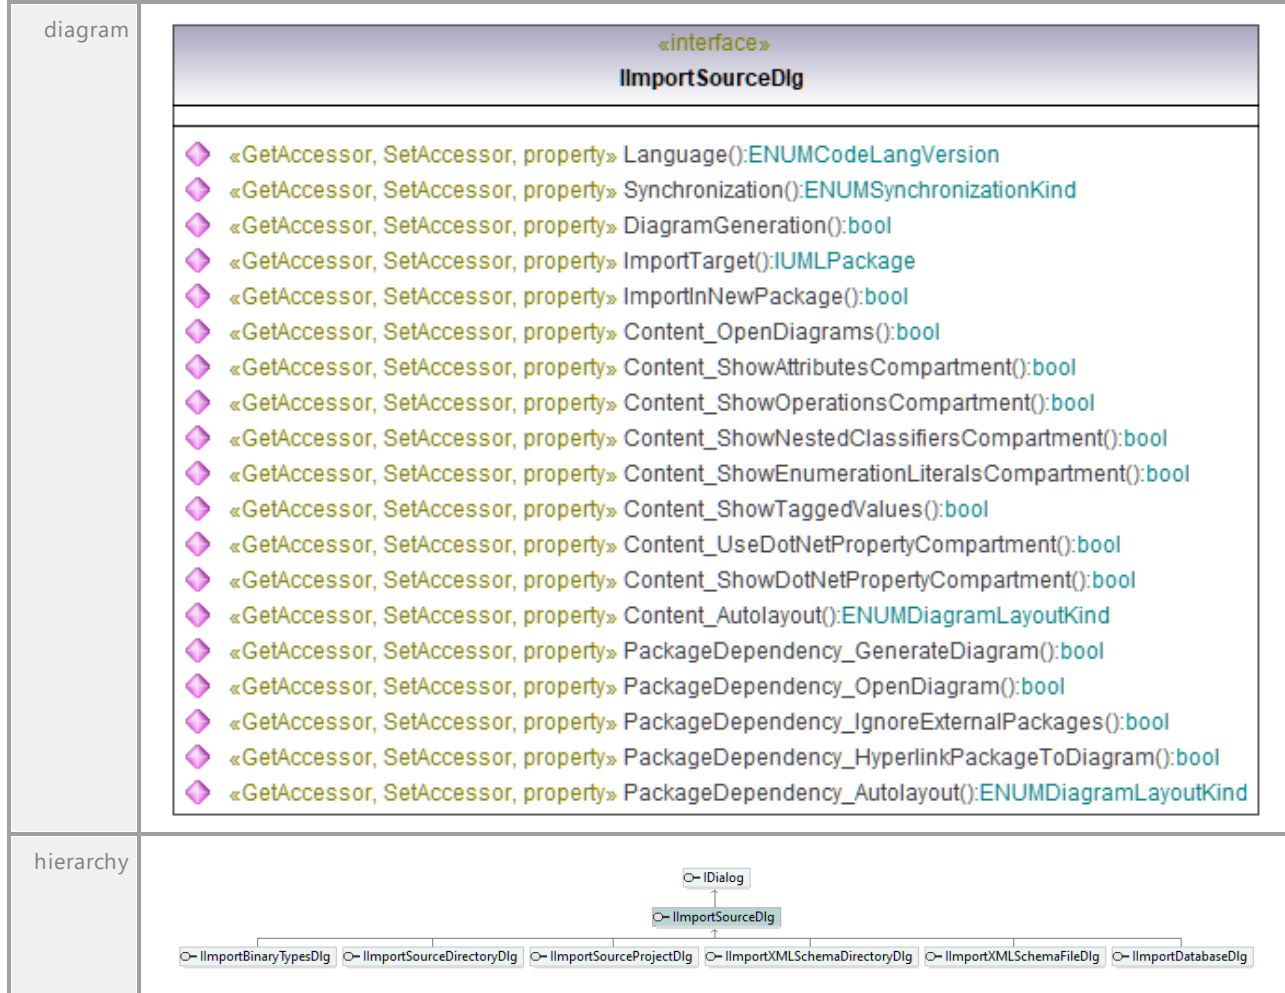 diagram
«interface»
IImportSourceDlg
«GetAccessor, SetAccessor, property» Language():ENUMCodeLangVersion
«GetAccessor, SetAccessor, property» Synchronization():ENUMSynchronizationKind
«GetAccessor, SetAccessor, property» DiagramGeneration():bool
«GetAccessor, SetAccessor, property» ImportTarget():IUMLPackage
«GetAccessor, SetAccessor, property» ImportInNewPackage():bool
«GetAccessor, SetAccessor, property» Content_OpenDiagrams():bool
«GetAccessor, SetAccessor, property» Content_ShowAttributesCompartment():bool
«GetAccessor, SetAccessor, property» Content_ShowOperationsCompartment():bool
«GetAccessor, SetAccessor, property» Content_ShowNestedClassifiersCompartment():bool
«GetAccessor, SetAccessor, property» Content_ShowEnumerationLiteralsCompartment():bool
«GetAccessor, SetAccessor, property» Content_ShowTaggedValues():bool
«GetAccessor, SetAccessor, property» Content_UseDotNetPropertyCompartment():bool
«GetAccessor, SetAccessor, property» Content_ShowDotNetPropertyCompartment():bool
«GetAccessor, SetAccessor, property» Content_Autolayout():ENUMDiagramLayoutKind
«GetAccessor, SetAccessor, property» PackageDependency_GenerateDiagram():bool
«GetAccessor, SetAccessor, property» PackageDependency_OpenDiagram():bool
«GetAccessor, SetAccessor, property» PackageDependency_IgnoreExternalPackages():bool
«GetAccessor, SetAccessor, property» PackageDependency_HyperlinkPackageToDiagram():bool
«GetAccessor, SetAccessor, property» PackageDependency_Autolayout():ENUMDiagramLayoutKind
hierarchy
IDialog
IImportSourceDlg
IImportBinaryTypesDlg IImportSourceDirectoryDlg IImportSourceProjectDlg IImportXMLSchemaDirectoryDlg IImportXMLSchemaFileDlg IImportDatabaseDlg